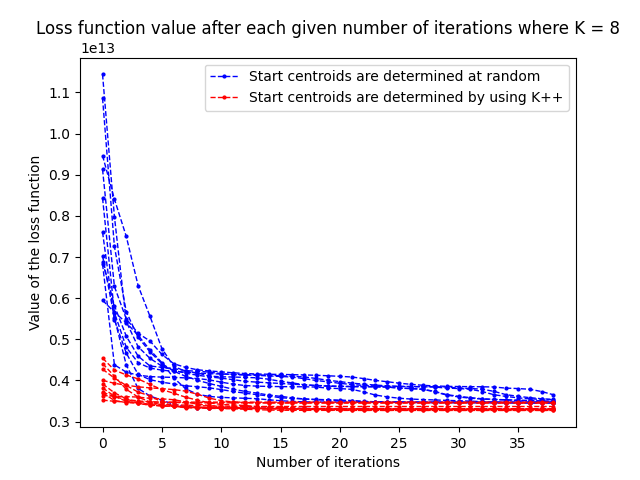 Loss function value after each given number of iterations where K = 8
1e13
Start centroids are determined at random
Start centroids are determined by using K++
1.1
1.0
0.9
0.8
0.7
0.6
0.5
0.4
0.3
Value of the loss function
0 5 10 15 20 25 30 35
Number of iterations